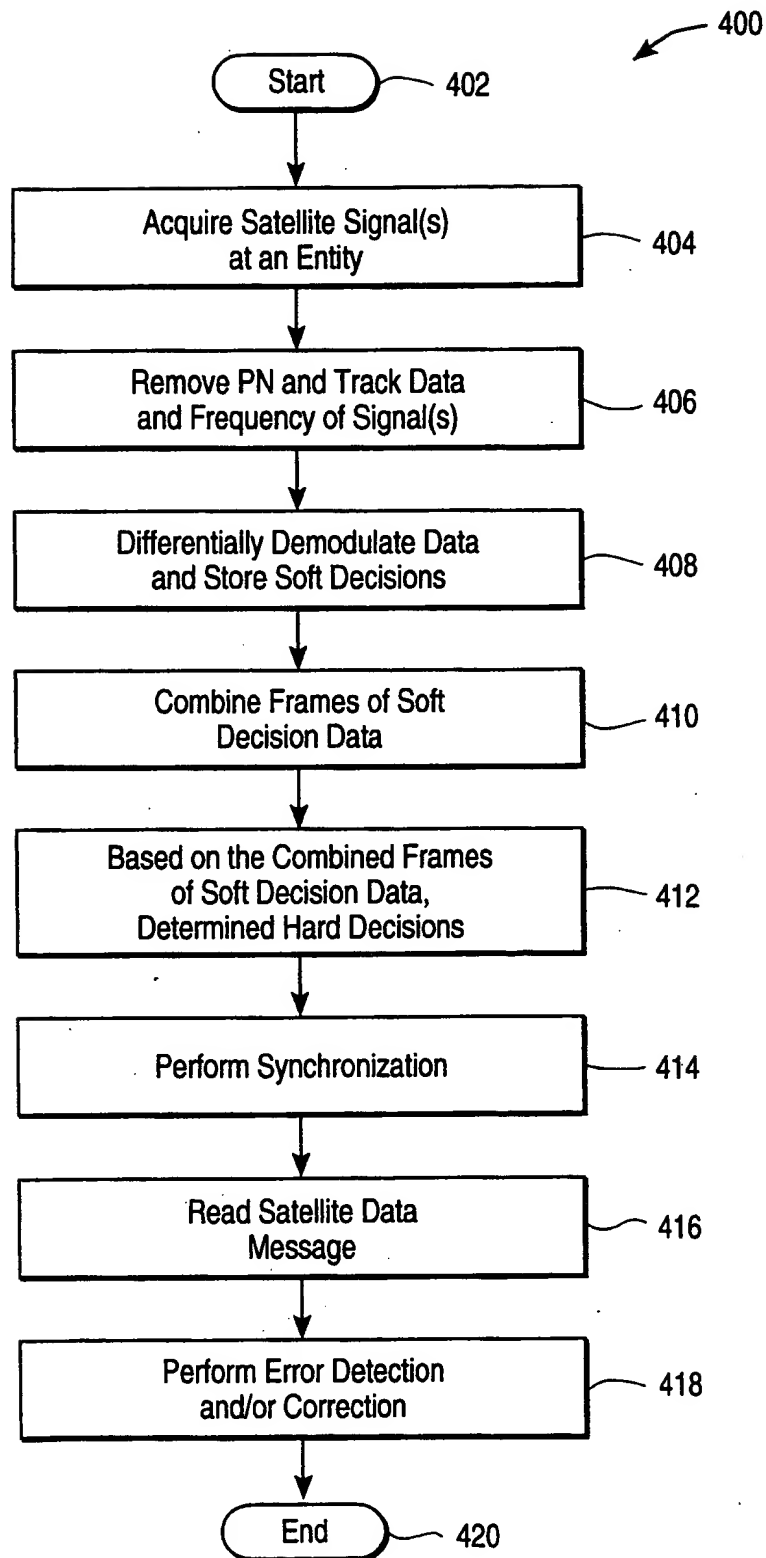 400
Start
402
Acquire Satellite Signal(s)
at an Entity
404
Remove PN and Track Data
and Frequency of Signal(s)
406
Differentially Demodulate Data
and Store Soft Decisions
408
Combine Frames of Soft
Decision Data
410
Based on the Combined Frames
of Soft Decision Data,
Determined Hard Decisions
412
Perform Synchronization
414
Read Satellite Data
Message
416
Perform Error Detection
and/or Correction
418
End
420